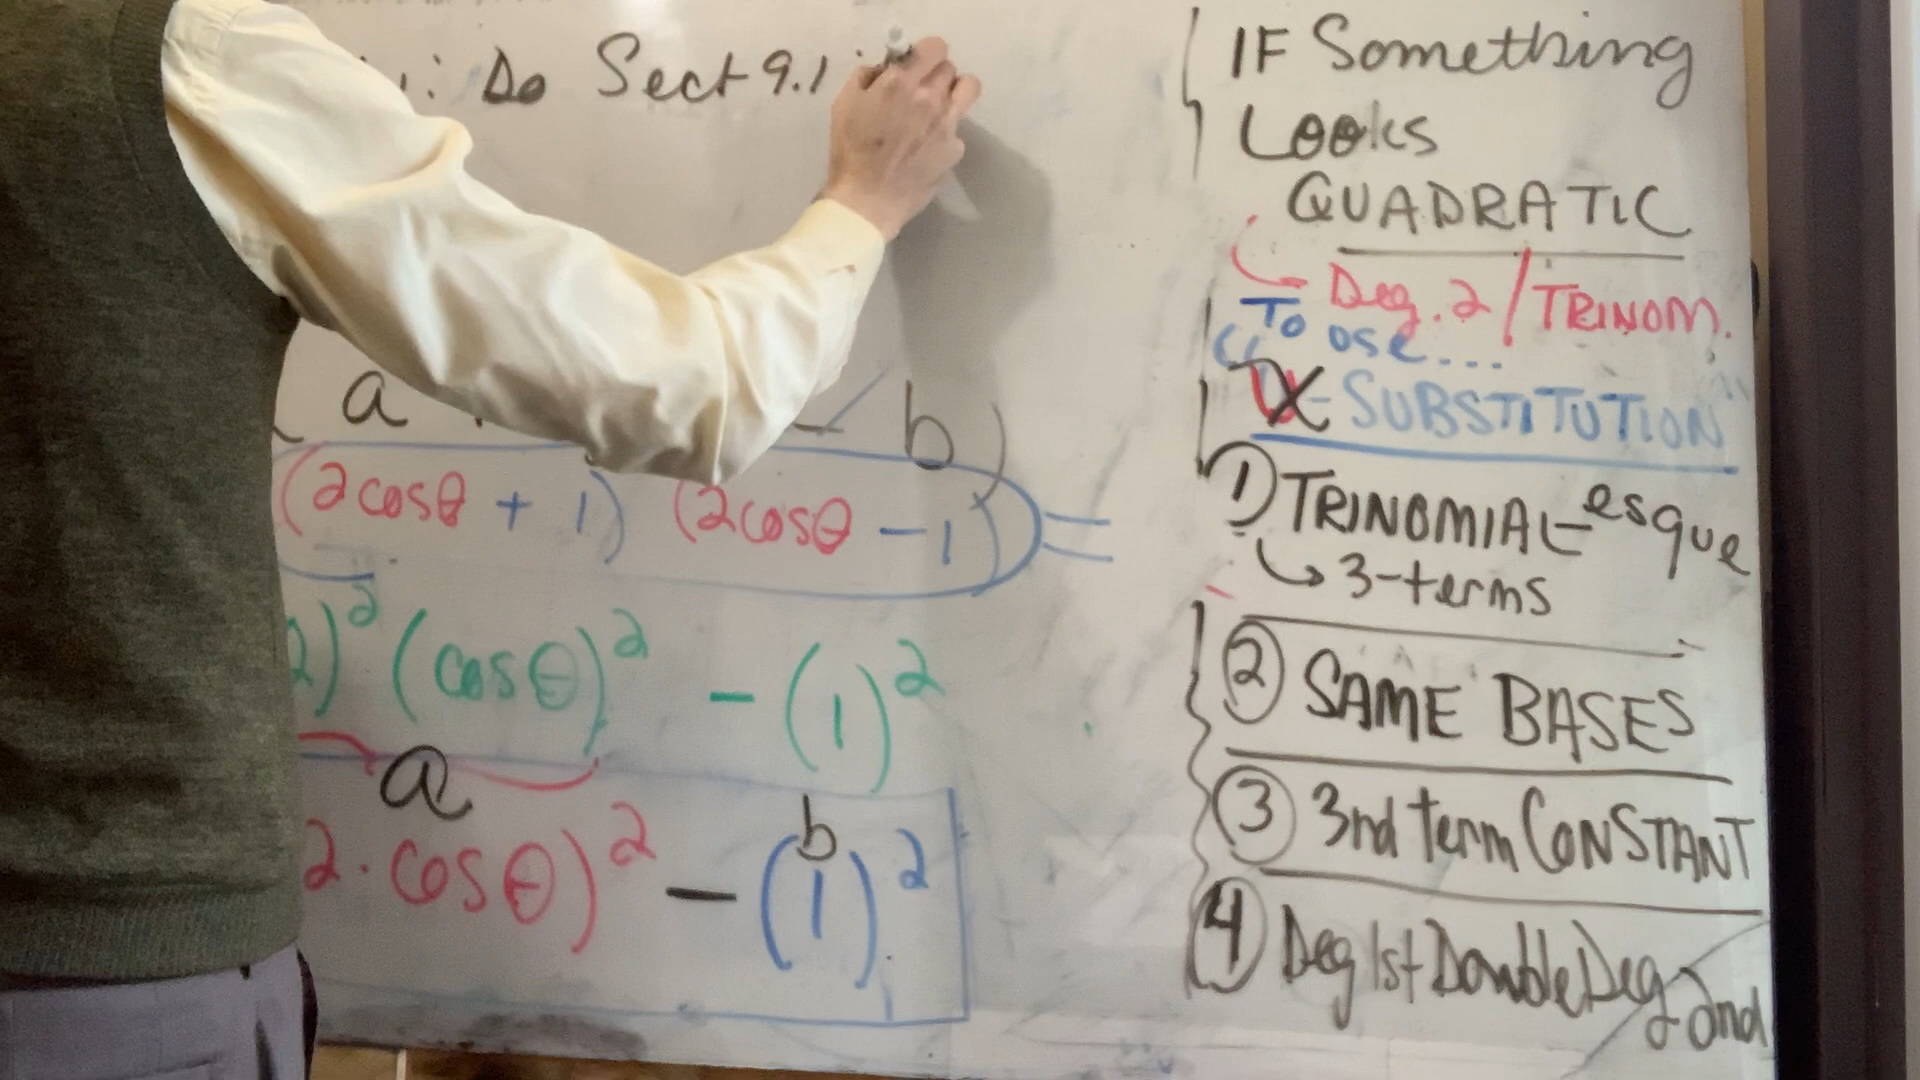 : Do Sect 9.1
a b)
(2cosθ + 1) (2cosθ - 1) =
2)² (cosθ)² - (1)²
a b
2·cosθ)² - (1)²
IF Something
Looks
QUADRATIC
Deg. 2 / TRINOM.
To use...
"X-SUBSTITUTION"
1) TRINOMIAL-esque
↳ 3-terms
② SAME BASES
③ 3nd term CONSTANT
④ Deg 1st Double Deg 2nd